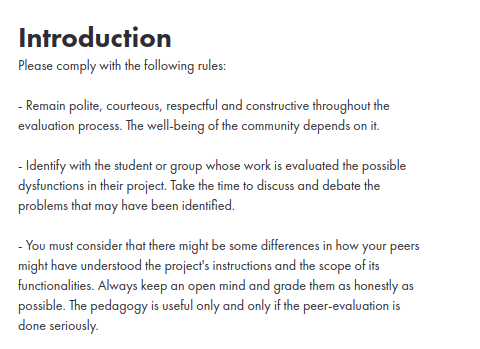 Introduction
Please comply with the following rules:
- Remain polite, courteous, respectful and constructive throughout the
evaluation process. The well-being of the community depends on it.
- Identify with the student or group whose work is evaluated the possible
dysfunctions in their project. Take the time to discuss and debate the
problems that may have been identified.
- You must consider that there might be some differences in how your peers
might have understood the project's instructions and the scope of its
functionalities. Always keep an open mind and grade them as honestly as
possible. The pedagogy is useful only and only if the peer-evaluation is
done seriously.